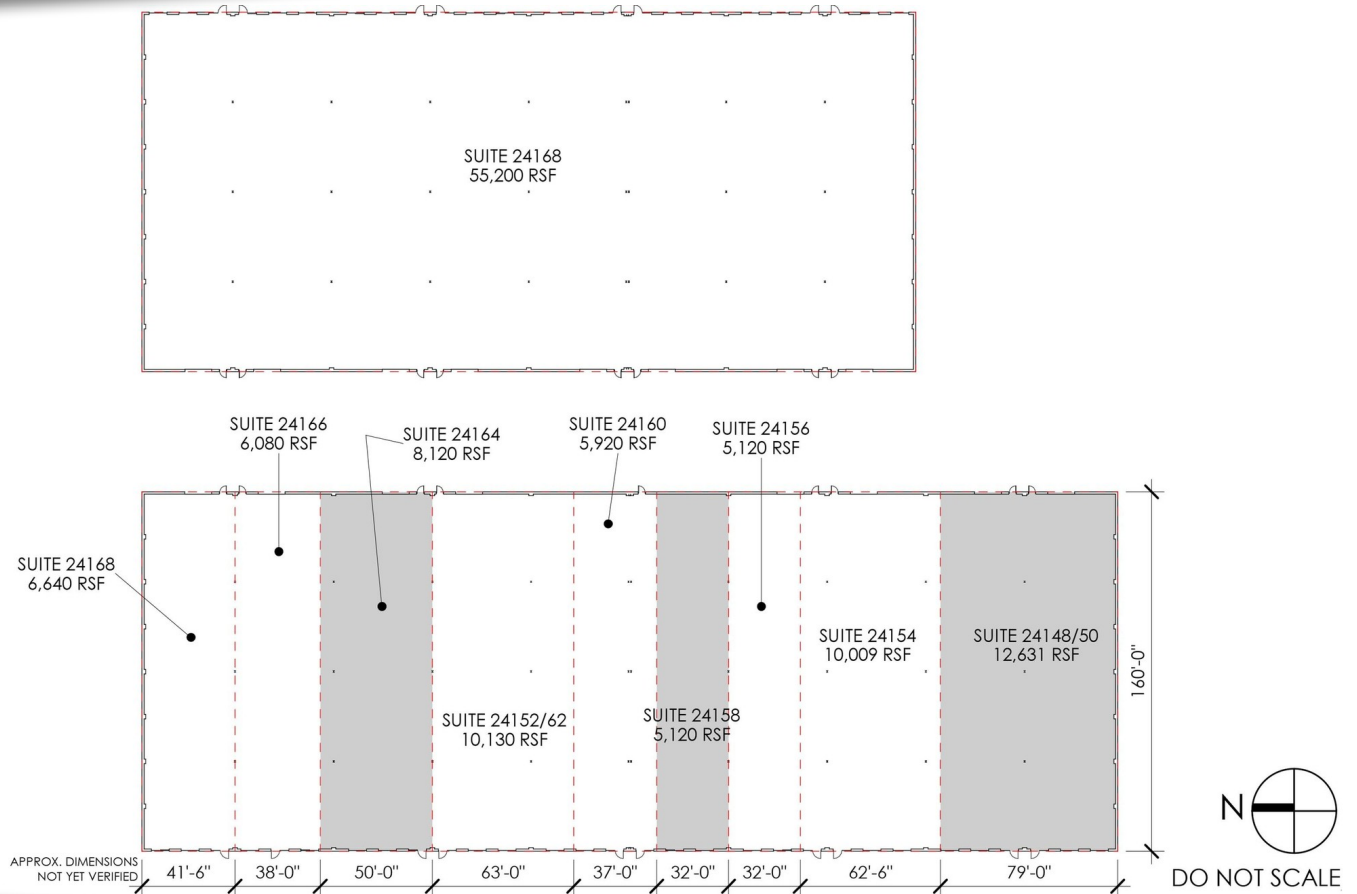 SUITE 24168
55,200 RSF
SUITE 24166
6,080 RSF
SUITE 24164
8,120 RSF
SUITE 24160
5,920 RSF
SUITE 24156
5,120 RSF
SUITE 24168
6,640 RSF
SUITE 24152/62
10,130 RSF
SUITE 24158
5,120 RSF
SUITE 24154
10,009 RSF
SUITE 24148/50
12,631 RSF
160'-0"
APPROX. DIMENSIONS
NOT YET VERIFIED
41'-6" 38'-0" 50'-0" 63'-0" 37'-0" 32'-0" 32'-0" 62'-6" 79'-0"
N
DO NOT SCALE